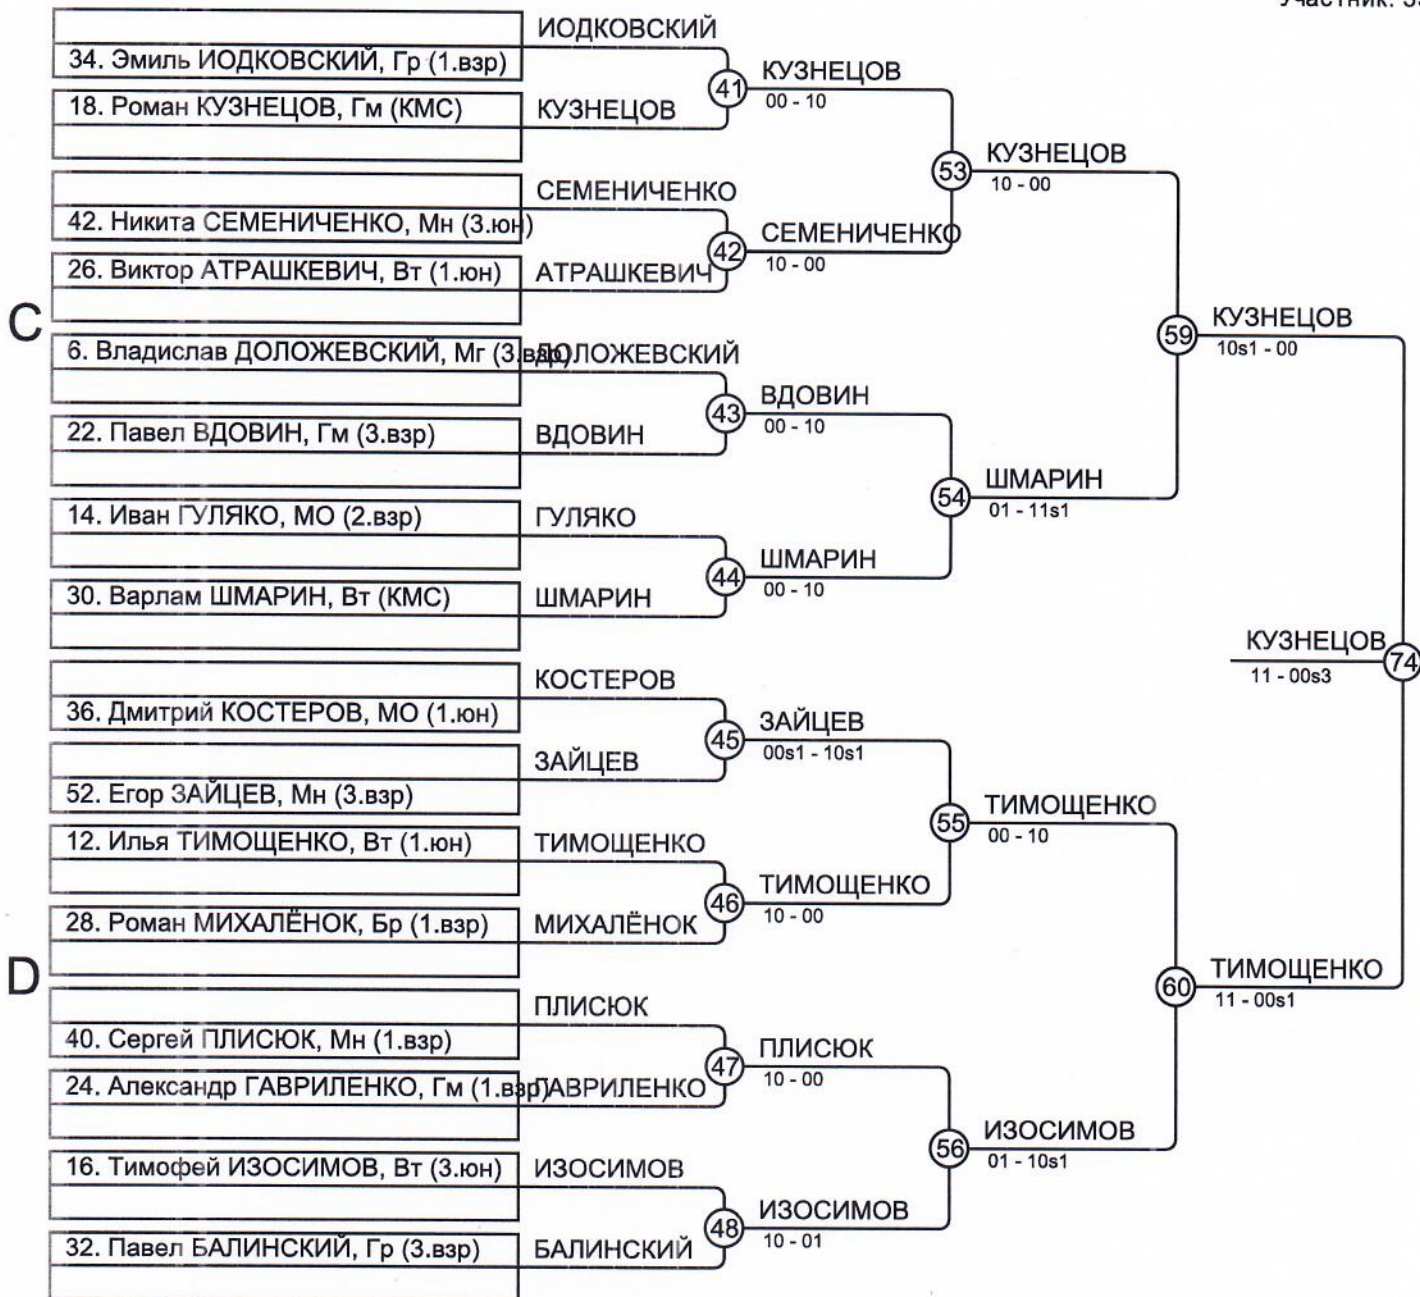 Участник: 3
ИОДКОВСКИЙ
34. Эмиль ИОДКОВСКИЙ, Гр (1.взр)
41
КУЗНЕЦОВ
00 - 10
18. Роман КУЗНЕЦОВ, Гм (КМС)
КУЗНЕЦОВ
53
КУЗНЕЦОВ
10 - 00
СЕМЕНИЧЕНКО
42. Никита СЕМЕНИЧЕНКО, Мн (3.юн)
42
СЕМЕНИЧЕНКО
10 - 00
26. Виктор АТРАШКЕВИЧ, Вт (1.юн)
АТРАШКЕВИЧ
C
59
КУЗНЕЦОВ
10s1 - 00
6. Владислав ДОЛОЖЕВСКИЙ, Мг (3.взр)
ДОЛОЖЕВСКИЙ
43
ВДОВИН
00 - 10
22. Павел ВДОВИН, Гм (3.взр)
ВДОВИН
54
ШМАРИН
01 - 11s1
14. Иван ГУЛЯКО, МО (2.взр)
ГУЛЯКО
44
ШМАРИН
00 - 10
30. Варлам ШМАРИН, Вт (КМС)
ШМАРИН
КУЗНЕЦОВ
74
11 - 00s3
КОСТЕРОВ
36. Дмитрий КОСТЕРОВ, МО (1.юн)
45
ЗАЙЦЕВ
00s1 - 10s1
ЗАЙЦЕВ
52. Егор ЗАЙЦЕВ, Мн (3.взр)
55
ТИМОЩЕНКО
00 - 10
12. Илья ТИМОЩЕНКО, Вт (1.юн)
ТИМОЩЕНКО
46
ТИМОЩЕНКО
10 - 00
28. Роман МИХАЛЁНОК, Бр (1.взр)
МИХАЛЁНОК
D
60
ТИМОЩЕНКО
11 - 00s1
ПЛИСЮК
40. Сергей ПЛИСЮК, Мн (1.взр)
47
ПЛИСЮК
10 - 00
24. Александр ГАВРИЛЕНКО, Гм (1.взр)
ГАВРИЛЕНКО
56
ИЗОСИМОВ
01 - 10s1
16. Тимофей ИЗОСИМОВ, Вт (3.юн)
ИЗОСИМОВ
48
ИЗОСИМОВ
10 - 01
32. Павел БАЛИНСКИЙ, Гр (3.взр)
БАЛИНСКИЙ